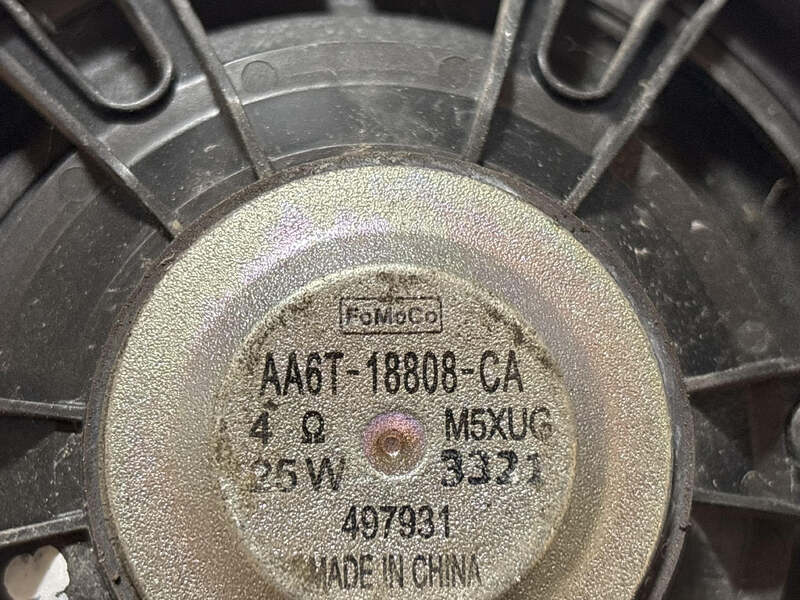 FoMoCo
AA6T-18808-CA
4 Ω M5XUG
25W 3321
497931
MADE IN CHINA